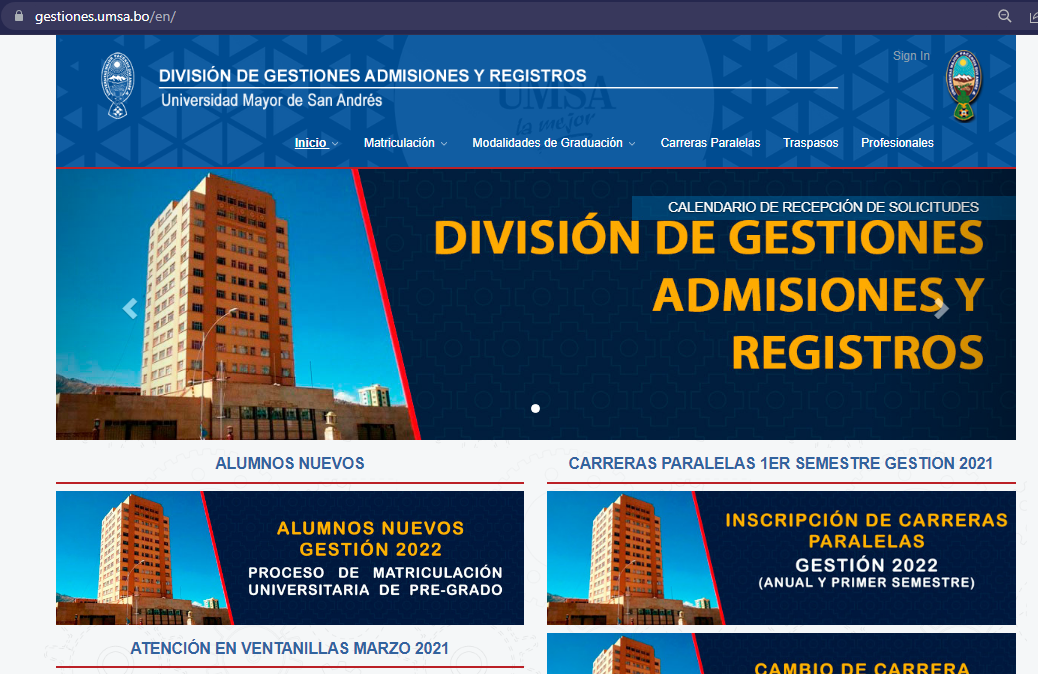 gestiones.umsa.bo/en/
Sign In
DIVISIÓN DE GESTIONES ADMISIONES Y REGISTROS
Universidad Mayor de San Andrés
UMSA
la mejor
Inicio
Matriculación
Modalidades de Graduación
Carreras Paralelas
Traspasos
Profesionales
CALENDARIO DE RECEPCIÓN DE SOLICITUDES
DIVISIÓN DE GESTIONES
ADMISIONES Y
REGISTROS
ALUMNOS NUEVOS
ALUMNOS NUEVOS
GESTIÓN 2022
PROCESO DE MATRICULACIÓN
UNIVERSITARIA DE PRE-GRADO
ATENCIÓN EN VENTANILLAS MARZO 2021
CARRERAS PARALELAS 1ER SEMESTRE GESTION 2021
INSCRIPCIÓN DE CARRERAS
PARALELAS
GESTIÓN 2022
(ANUAL Y PRIMER SEMESTRE)
CAMBIO DE CARRERA